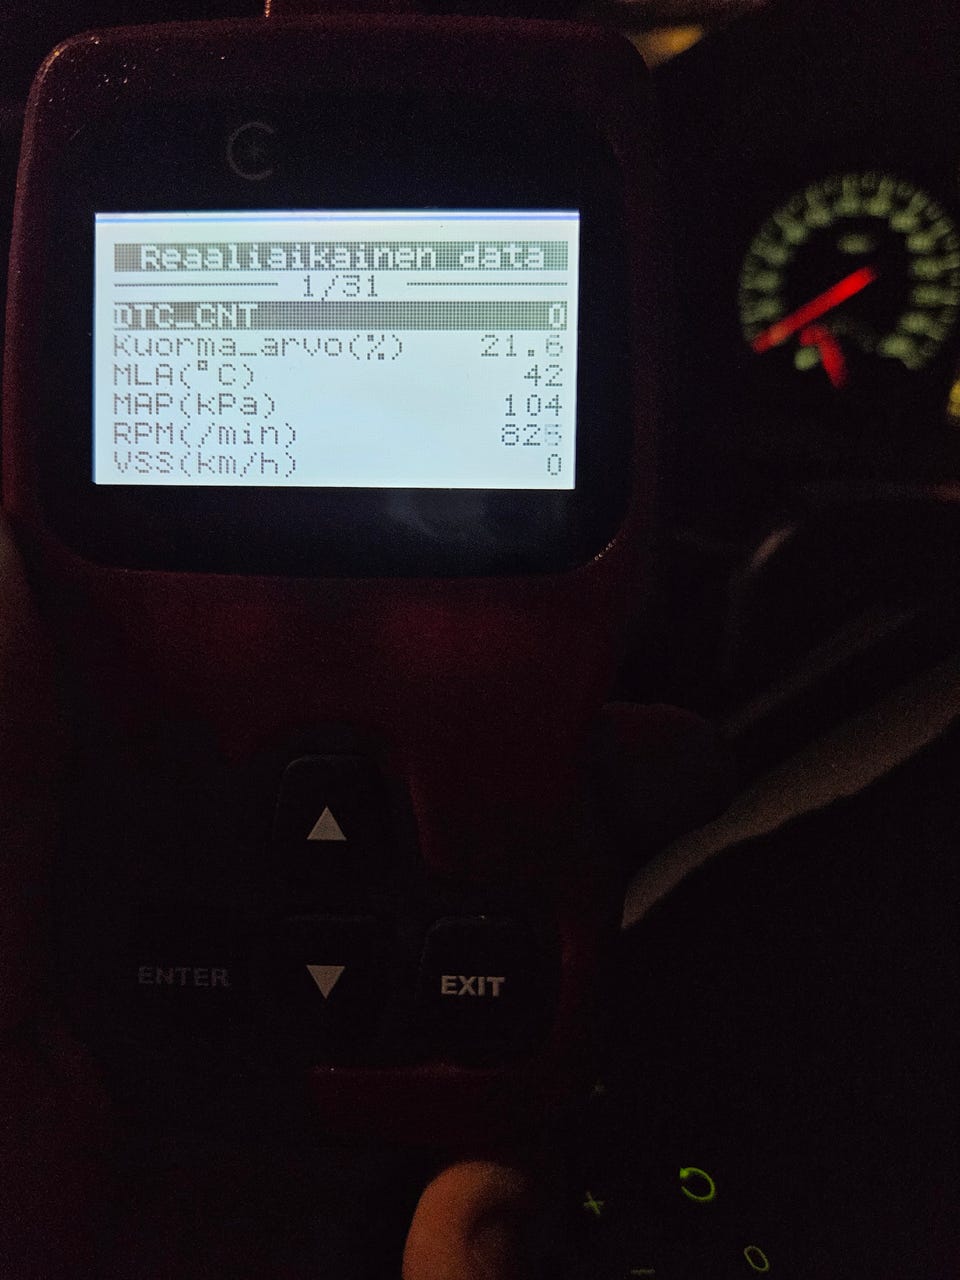 Reaaliaikainen data
1/31
DTC_CNT 0
Kuorma_arvo(%) 21.6
MLA(°C) 42
MAP(kPa) 104
RPM(/min) 825
VSS(km/h) 0
ENTER
EXIT